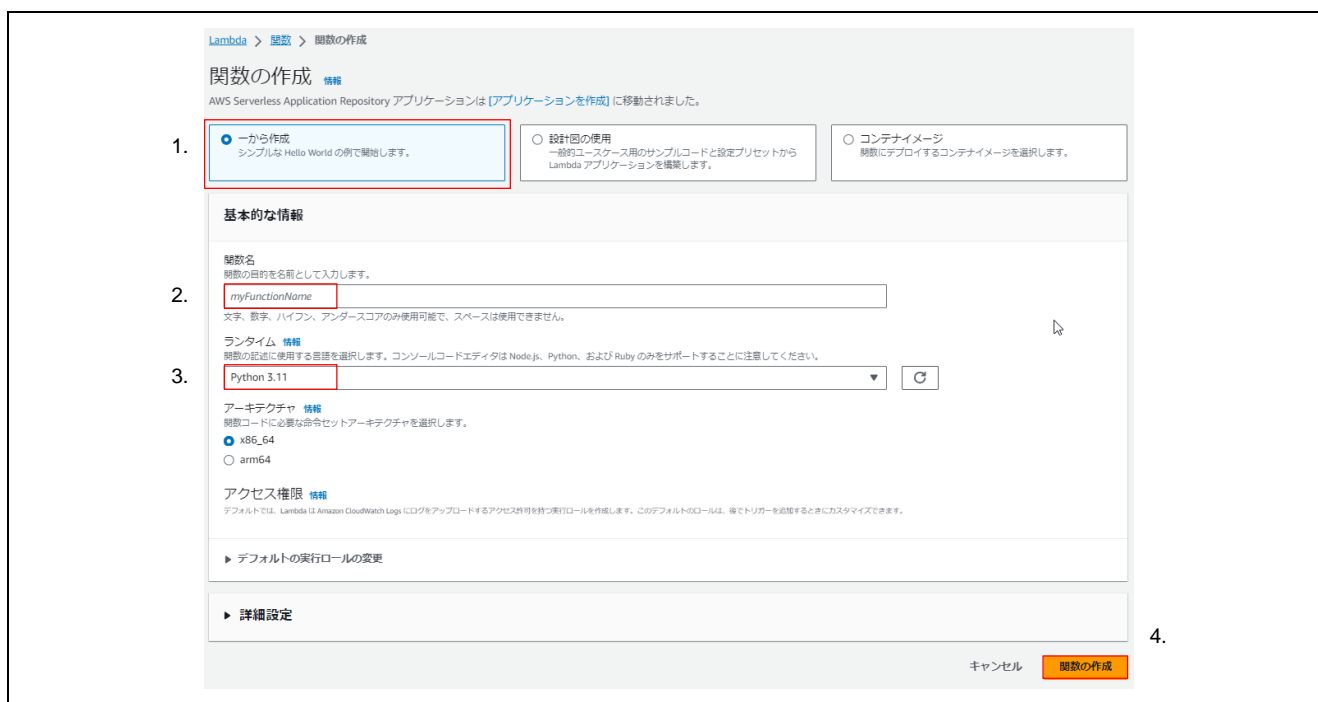 Lambda > 関数 > 関数の作成
関数の作成 情報
AWS Serverless Application Repository アプリケーションは [アプリケーションを作成] に移動されました。
1.
一から作成
シンプルな Hello World の例で開始します。
設計図の使用
一般的ユースケース用のサンプルコードと設定プリセットから
Lambda アプリケーションを構築します。
コンテナイメージ
関数にデプロイするコンテナイメージを選択します。
基本的な情報
関数名
関数の目的を名前として入力します。
2.
myFunctionName
文字、数字、ハイフン、アンダースコアのみ使用可能で、スペースは使用できません。
ランタイム 情報
関数の記述に使用する言語を選択します。コンソールコードエディタは Node.js、Python、および Ruby のみをサポートすることに注意してください。
3.
Python 3.11
アーキテクチャ 情報
関数コードに必要な命令セットアーキテクチャを選択します。
x86_64
arm64
アクセス権限 情報
デフォルトでは、Lambda は Amazon CloudWatch Logs にログをアップロードするアクセス許可を持つ実行ロールを作成します。このデフォルトのロールは、後でトリガーを追加するときにカスタマイズできます。
▶ デフォルトの実行ロールの変更
▶ 詳細設定
4.
キャンセル
関数の作成